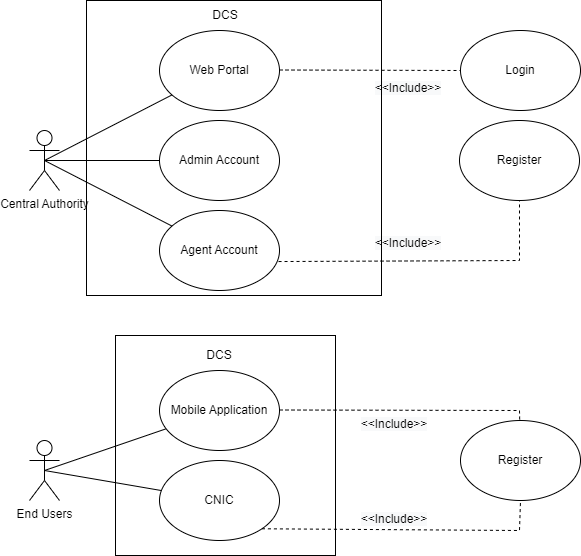 DCS
Web Portal
Login
<<Include>>
Admin Account
Register
Central Authority
Agent Account
<<Include>>
DCS
Mobile Application
<<Include>>
Register
CNIC
End Users
<<Include>>